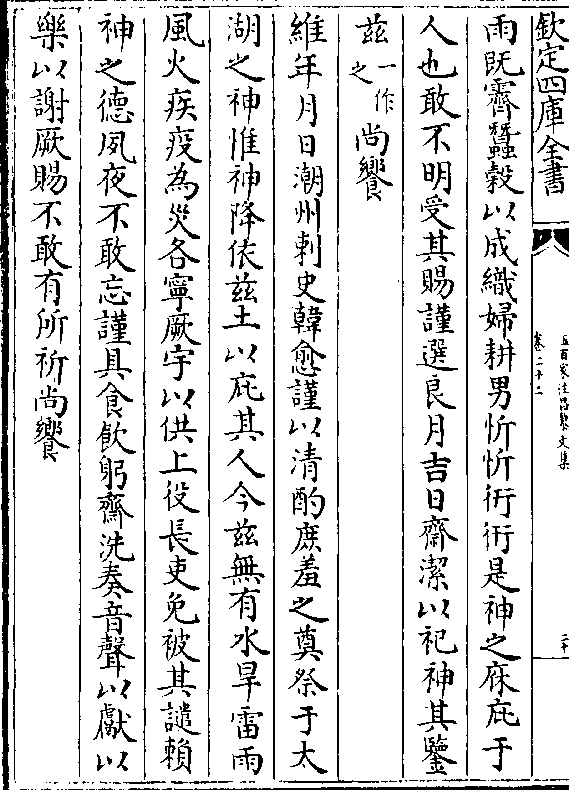 欽定四庫全書
五百家注昌黎文集
卷二十二
二十
雨既霽蠶榖以成織婦耕男忻忻衎衎是神之庥庇于
人也敢不明受其賜謹選良月吉日齋潔以祀神其鑒
兹一作之尚饗
維年月日潮州刺史韓愈謹以清酌庶羞之奠祭于太
湖之神惟神降依兹土以庇其人今兹無有水旱雷雨
風火疾疫為災各寧厥宇以供上役長吏免被其譴賴
神之德夙夜不敢忘謹具食飲躬齋洗奏音聲以獻以
樂以謝厥賜不敢有所祈尚饗